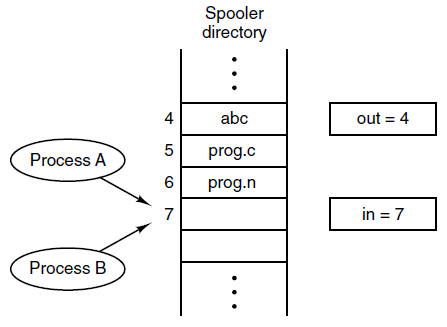 Spooler
directory
4 abc out = 4
Process A
5 prog.c
6 prog.n
7 in = 7
Process B